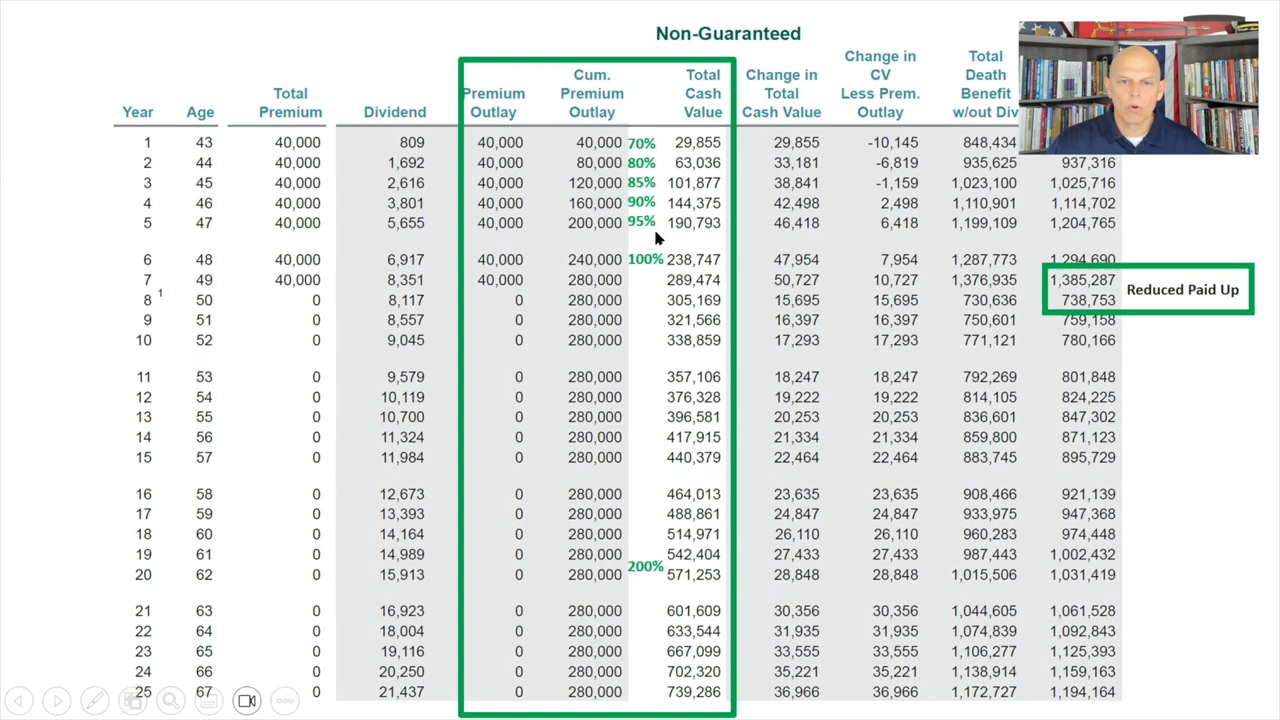 Non-Guaranteed
Year Age Total Premium Dividend Premium Outlay Cum. Premium Outlay Total Cash Value Change in Total Cash Value Change in CV Less Prem. Outlay Total Death Benefit w/out Div
1 43 40,000 809 40,000 40,000 70% 29,855 29,855 -10,145 848,434
2 44 40,000 1,692 40,000 80,000 80% 63,036 33,181 -6,819 935,625 937,316
3 45 40,000 2,616 40,000 120,000 85% 101,877 38,841 -1,159 1,023,100 1,025,716
4 46 40,000 3,801 40,000 160,000 90% 144,375 42,498 2,498 1,110,901 1,114,702
5 47 40,000 5,655 40,000 200,000 95% 190,793 46,418 6,418 1,199,109 1,204,765
6 48 40,000 6,917 40,000 240,000 100% 238,747 47,954 7,954 1,287,773 1,294,690
7 49 40,000 8,351 40,000 280,000 289,474 50,727 10,727 1,376,935 1,385,287
Reduced Paid Up
8 1 50 0 8,117 0 280,000 305,169 15,695 15,695 730,636 738,753
9 51 0 8,557 0 280,000 321,566 16,397 16,397 750,601 759,158
10 52 0 9,045 0 280,000 338,859 17,293 17,293 771,121 780,166
11 53 0 9,579 0 280,000 357,106 18,247 18,247 792,269 801,848
12 54 0 10,119 0 280,000 376,328 19,222 19,222 814,105 824,225
13 55 0 10,700 0 280,000 396,581 20,253 20,253 836,601 847,302
14 56 0 11,324 0 280,000 417,915 21,334 21,334 859,800 871,123
15 57 0 11,984 0 280,000 440,379 22,464 22,464 883,745 895,729
16 58 0 12,673 0 280,000 464,013 23,635 23,635 908,466 921,139
17 59 0 13,393 0 280,000 488,861 24,847 24,847 933,975 947,368
18 60 0 14,164 0 280,000 514,971 26,110 26,110 960,283 974,448
19 61 0 14,989 0 280,000 542,404 27,433 27,433 987,443 1,002,432
200%
20 62 0 15,913 0 280,000 571,253 28,848 28,848 1,015,506 1,031,419
21 63 0 16,923 0 280,000 601,609 30,356 30,356 1,044,605 1,061,528
22 64 0 18,004 0 280,000 633,544 31,935 31,935 1,074,839 1,092,843
23 65 0 19,116 0 280,000 667,099 33,555 33,555 1,106,277 1,125,393
24 66 0 20,250 0 280,000 702,320 35,221 35,221 1,138,914 1,159,163
25 67 0 21,437 0 280,000 739,286 36,966 36,966 1,172,727 1,194,164